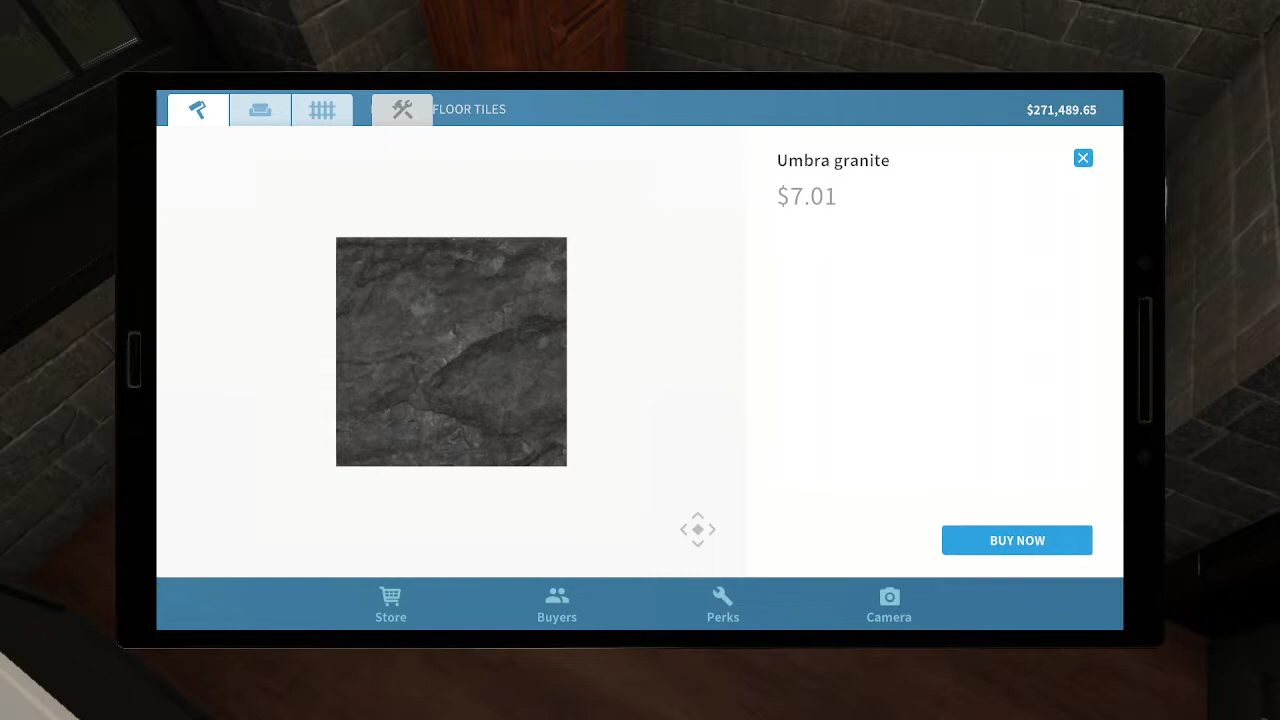 FLOOR TILES
$271,489.65
Umbra granite
$7.01
BUY NOW
Store
Buyers
Perks
Camera